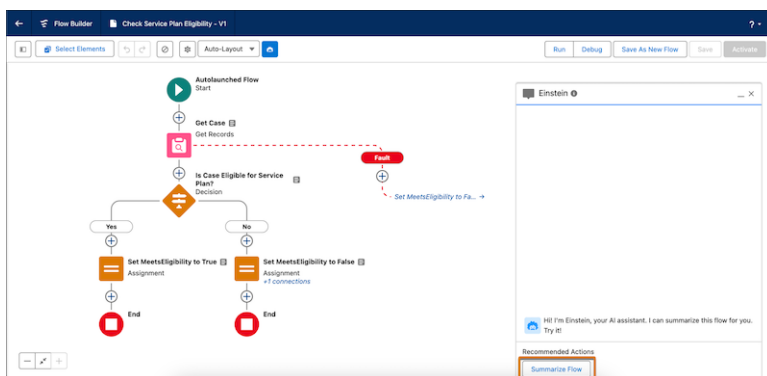 Flow Builder
Check Service Plan Eligibility - V1
?
Select Elements
Auto-Layout
Run
Debug
Save As New Flow
Save
Activate
Autolaunched Flow
Start
Get Case
Get Records
Fault
Is Case Eligible for Service
Plan?
Decision
Set MeetsEligibility to Fa... →
Yes
No
Set MeetsEligibility to True
Assignment
Set MeetsEligibility to False
Assignment
+1 connections
End
End
Einstein
Hi! I'm Einstein, your AI assistant. I can summarize this flow for you.
Try it!
Recommended Actions
Summarize Flow